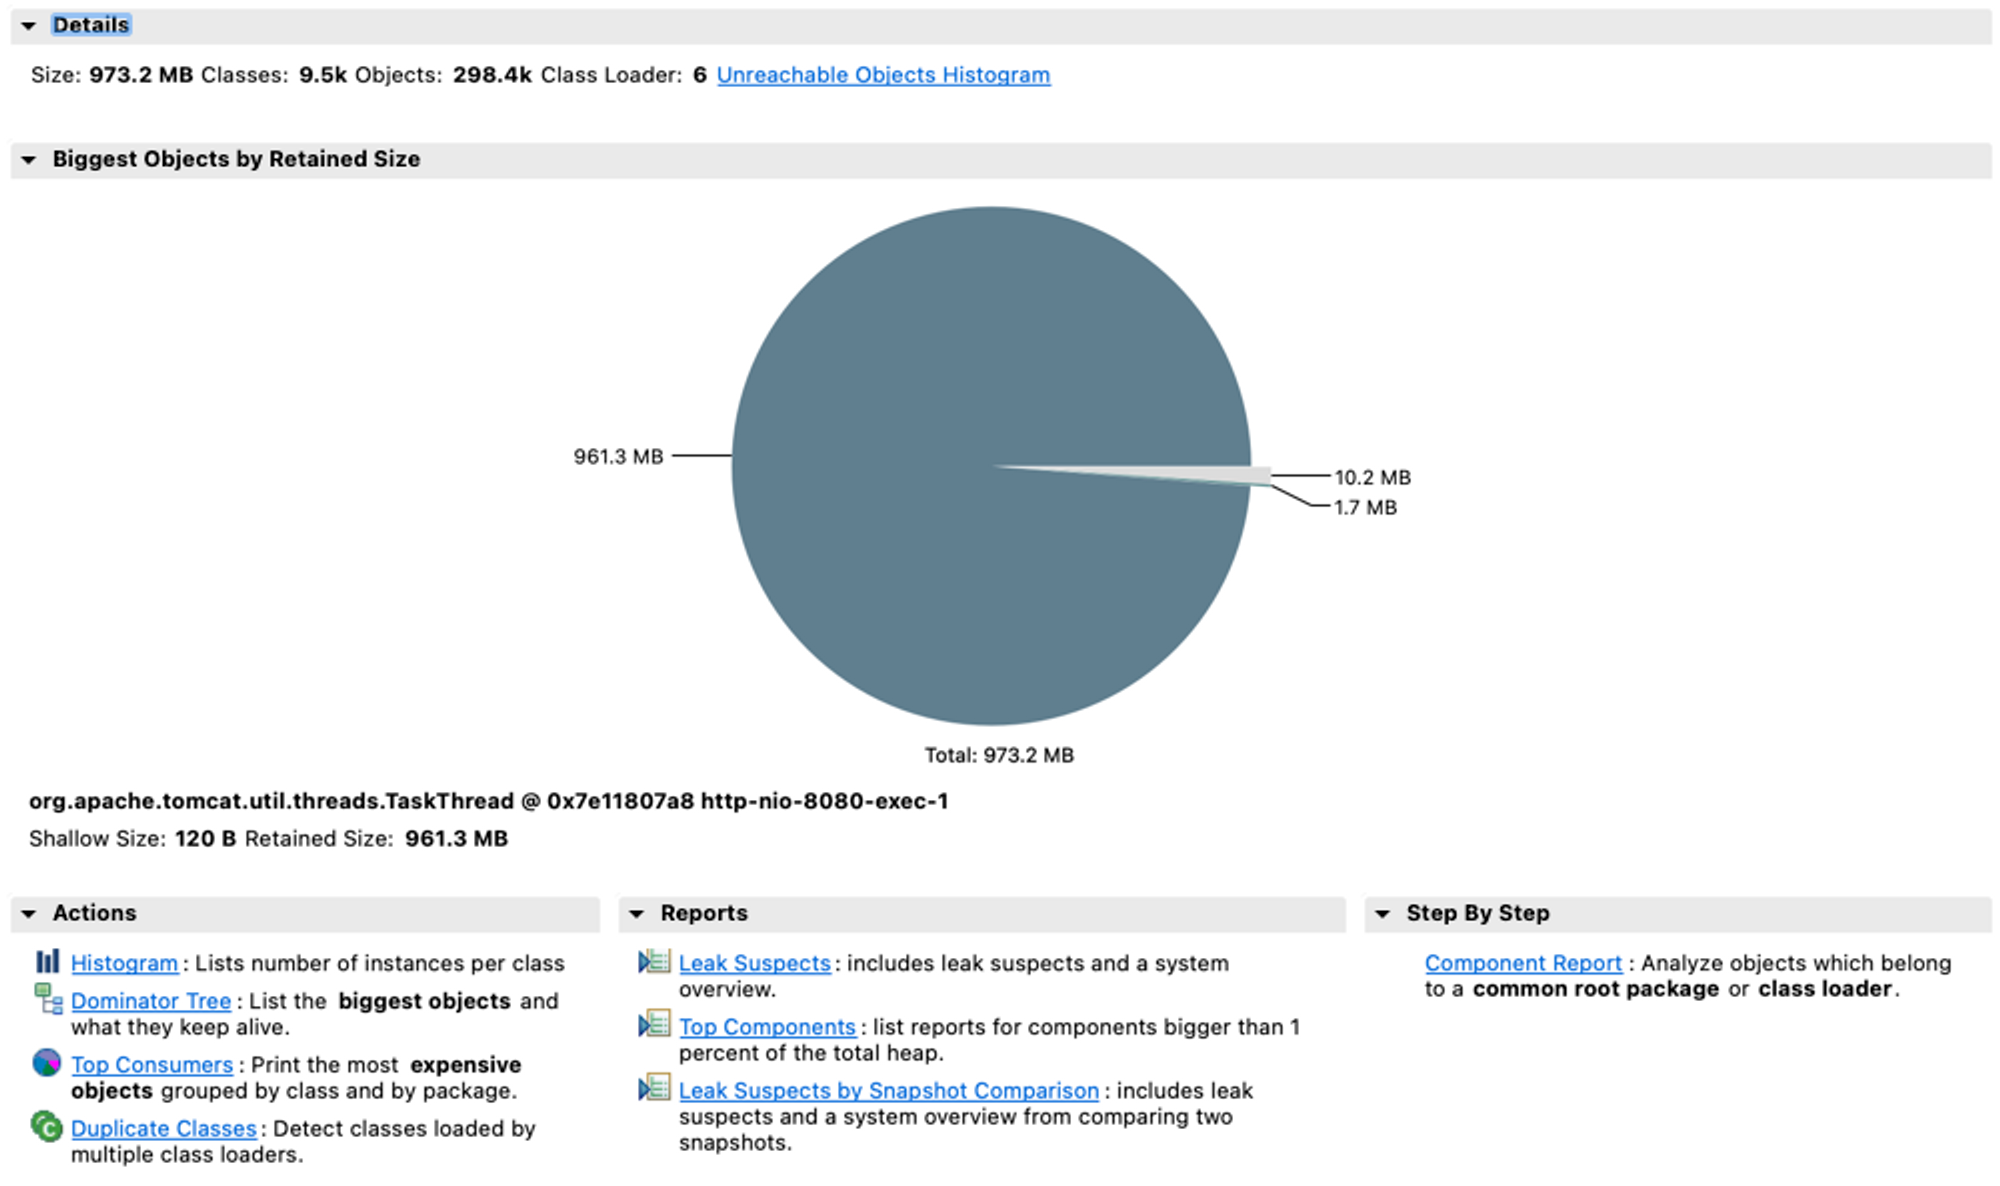 Details
Size: 973.2 MB Classes: 9.5k Objects: 298.4k Class Loader: 6 Unreachable Objects Histogram
Biggest Objects by Retained Size
961.3 MB
10.2 MB
1.7 MB
Total: 973.2 MB
org.apache.tomcat.util.threads.TaskThread @ 0x7e11807a8 http-nio-8080-exec-1
Shallow Size: 120 B Retained Size: 961.3 MB
Actions
Histogram : Lists number of instances per class
Dominator Tree : List the biggest objects and
what they keep alive.
Top Consumers : Print the most expensive
objects grouped by class and by package.
Duplicate Classes : Detect classes loaded by
multiple class loaders.
Reports
Leak Suspects : includes leak suspects and a system
overview.
Top Components : list reports for components bigger than 1
percent of the total heap.
Leak Suspects by Snapshot Comparison : includes leak
suspects and a system overview from comparing two
snapshots.
Step By Step
Component Report : Analyze objects which belong
to a common root package or class loader.